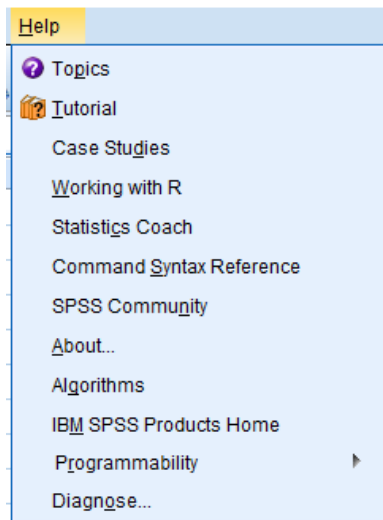 Help
Topics
Tutorial
Case Studies
Working with R
Statistics Coach
Command Syntax Reference
SPSS Community
About...
Algorithms
IBM SPSS Products Home
Programmability
Diagnose...